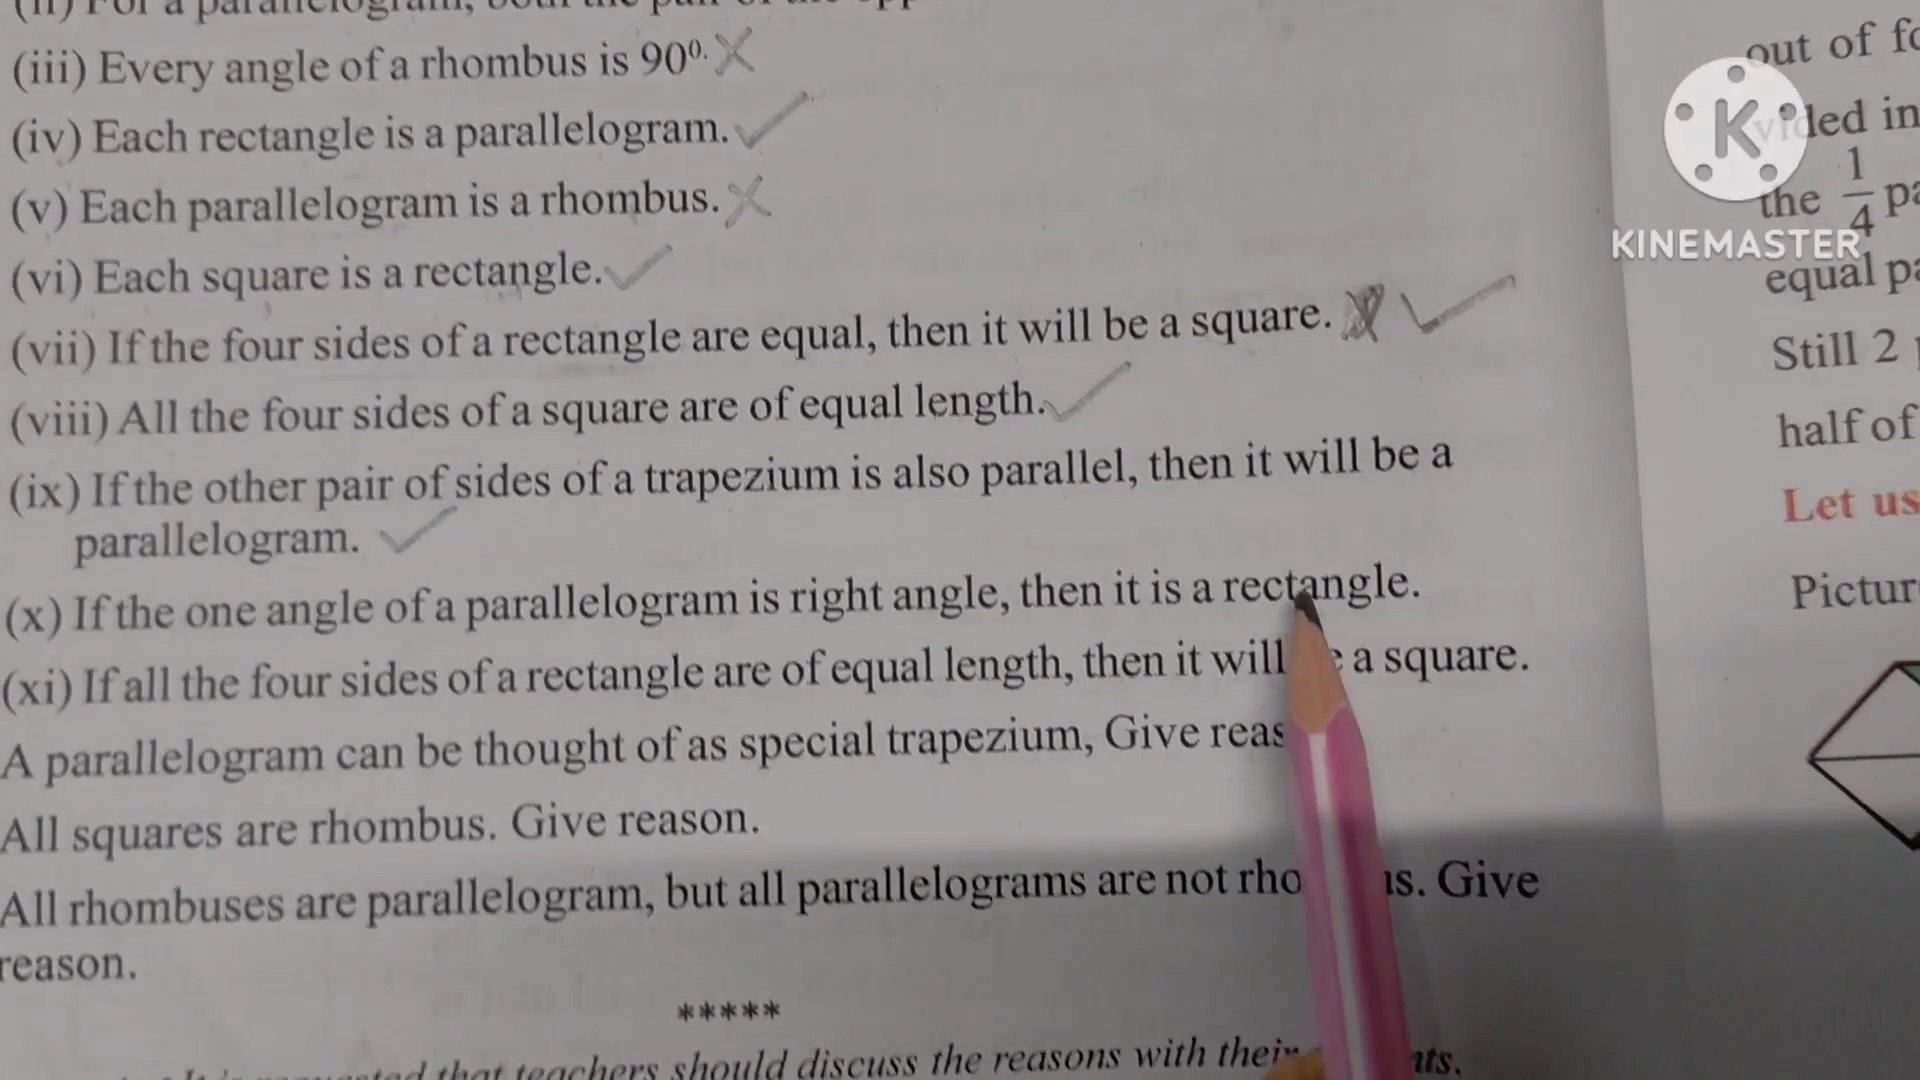 (ii) For a parallelogram, both the pair of the opp
(iii) Every angle of a rhombus is 90⁰.
(iv) Each rectangle is a parallelogram.
(v) Each parallelogram is a rhombus.
(vi) Each square is a rectangle.
(vii) If the four sides of a rectangle are equal, then it will be a square.
(viii) All the four sides of a square are of equal length.
(ix) If the other pair of sides of a trapezium is also parallel, then it will be a
parallelogram.
(x) If the one angle of a parallelogram is right angle, then it is a rectangle.
(xi) If all the four sides of a rectangle are of equal length, then it will a square.
A parallelogram can be thought of as special trapezium, Give reas
All squares are rhombus. Give reason.
All rhombuses are parallelogram, but all parallelograms are not Give
reason.
*****
that teachers should discuss the reasons with their
out of fo
K
ded in
the 1/4 pa
KINEMASTER
equal pa
Still 2 p
half of
Let us
Picture